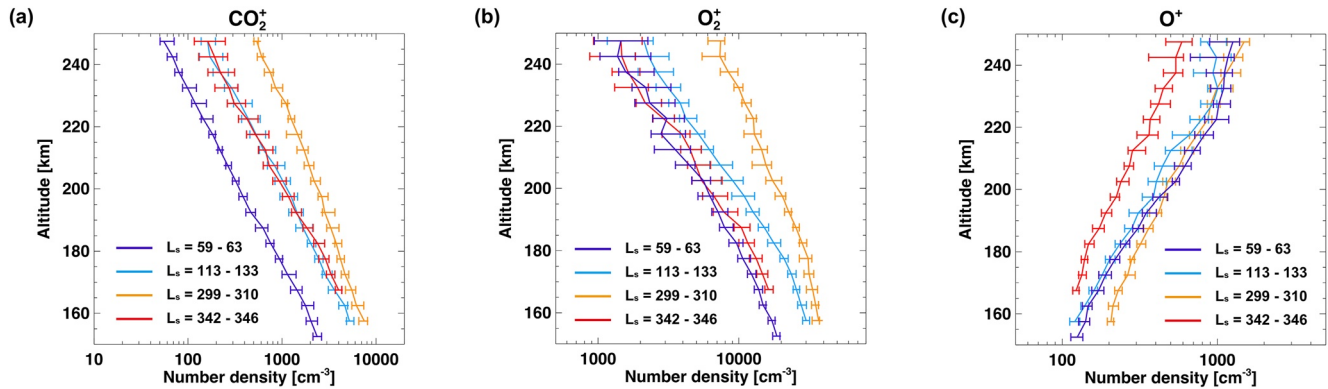 (a)
CO₂⁺
Altitude [km]
240
220
200
180
160
Lₛ = 59 - 63
Lₛ = 113 - 133
Lₛ = 299 - 310
Lₛ = 342 - 346
10
100
1000
10000
Number density [cm⁻³]
(b)
O₂⁺
Altitude [km]
240
220
200
180
160
Lₛ = 59 - 63
Lₛ = 113 - 133
Lₛ = 299 - 310
Lₛ = 342 - 346
1000
10000
Number density [cm⁻³]
(c)
O⁺
Altitude [km]
240
220
200
180
160
Lₛ = 59 - 63
Lₛ = 113 - 133
Lₛ = 299 - 310
Lₛ = 342 - 346
100
1000
Number density [cm⁻³]